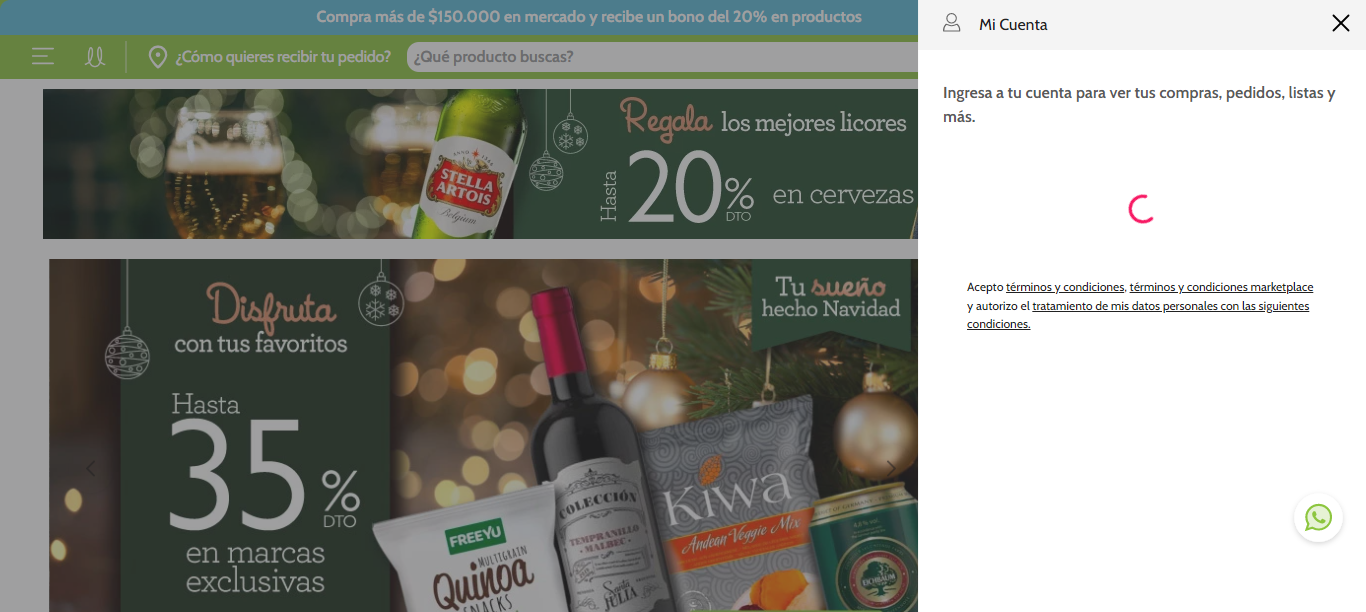 Compra más de $150.000 en mercado y recibe un bono del 20% en productos
¿Cómo quieres recibir tu pedido?
¿Qué producto buscas?
Mi Cuenta
Ingresa a tu cuenta para ver tus compras, pedidos, listas y
más.
Acepto términos y condiciones, términos y condiciones marketplace
y autorizo el tratamiento de mis datos personales con las siguientes
condiciones.
Regala los mejores licores
Hasta
20%
DTO
en cervezas
STELLA
ARTOIS
Belgium
Disfruta
con tus favoritos
Hasta
35%
DTO
en marcas
exclusivas
Tu sueño
hecho Navidad
FREEYU
MULTIGRAIN
Quinoa
SNACKS
COLECCIÓN
TEMPRANILLO
MALBEC
Santa
JULIA
KIWA
Andean Veggie Mix
EICHBAUM